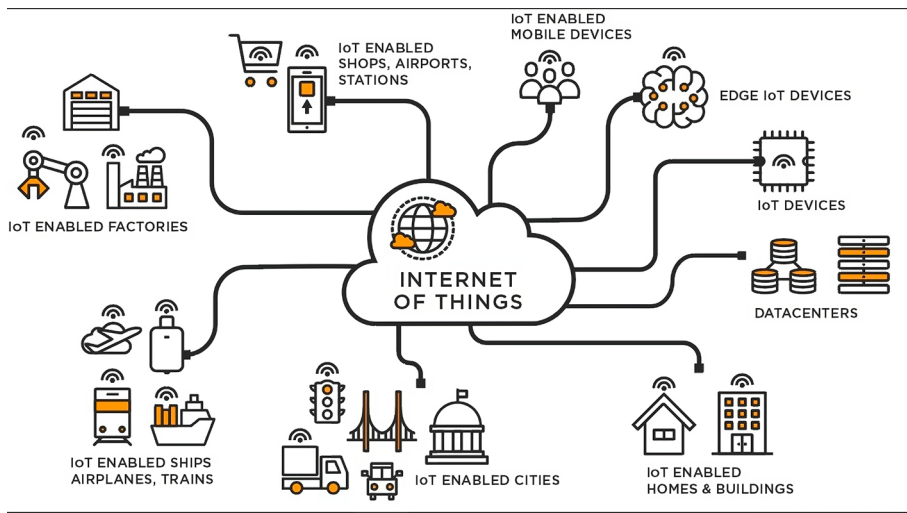 IoT ENABLED
MOBILE DEVICES
IoT ENABLED
SHOPS, AIRPORTS,
STATIONS
EDGE IoT DEVICES
IoT DEVICES
IoT ENABLED FACTORIES
INTERNET
OF THINGS
DATACENTERS
IoT ENABLED SHIPS
AIRPLANES, TRAINS
IoT ENABLED CITIES
IoT ENABLED
HOMES & BUILDINGS